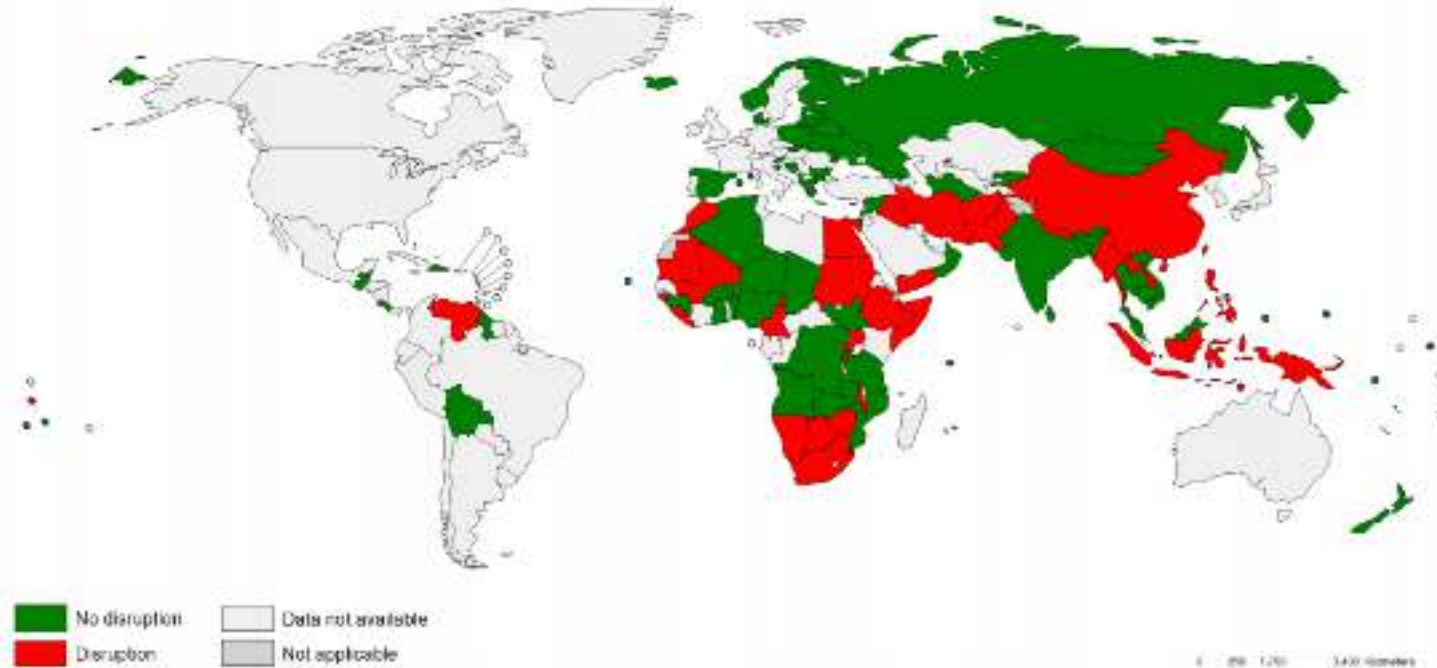 No disruption
Disruption
Data not available
Not applicable